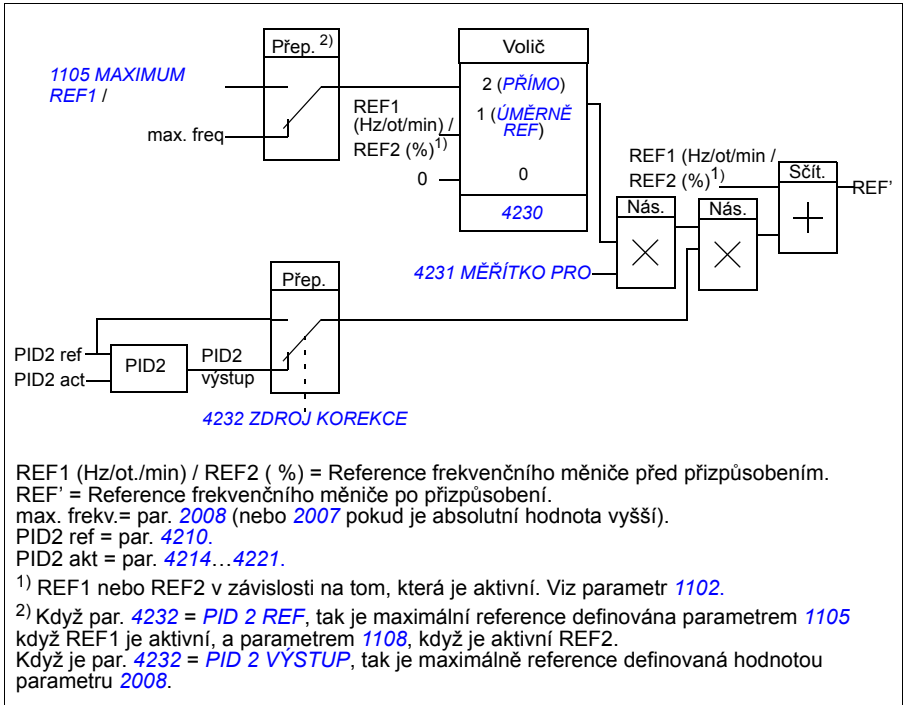 Přep. 2)
Volič
1105 MAXIMUM
REF1 /
max. freq
REF1
(Hz/ot/min) /
REF2 (%)1)
0
2 (PŘÍMO)
1 (ÚMĚRNĚ
REF)
0
4230
REF1 (Hz/ot/min /
REF2 (%)1)
Sčít.
REF'
Nás.
Nás.
4231 MĚŘÍTKO PRO
Přep.
PID2 ref
PID2 act
PID2
PID2
výstup
4232 ZDROJ KOREKCE
REF1 (Hz/ot./min) / REF2 ( %) = Reference frekvenčního měniče před přizpůsobením.
REF' = Reference frekvenčního měniče po přizpůsobení.
max. frekv.= par. 2008 (nebo 2007 pokud je absolutní hodnota vyšší).
PID2 ref = par. 4210.
PID2 akt = par. 4214…4221.
1) REF1 nebo REF2 v závislosti na tom, která je aktivní. Viz parametr 1102.
2) Když par. 4232 = PID 2 REF, tak je maximální reference definována parametrem 1105
když REF1 je aktivní, a parametrem 1108, když je aktivní REF2.
Když je par. 4232 = PID 2 VÝSTUP, tak je maximálně reference definovaná hodnotou
parametru 2008.